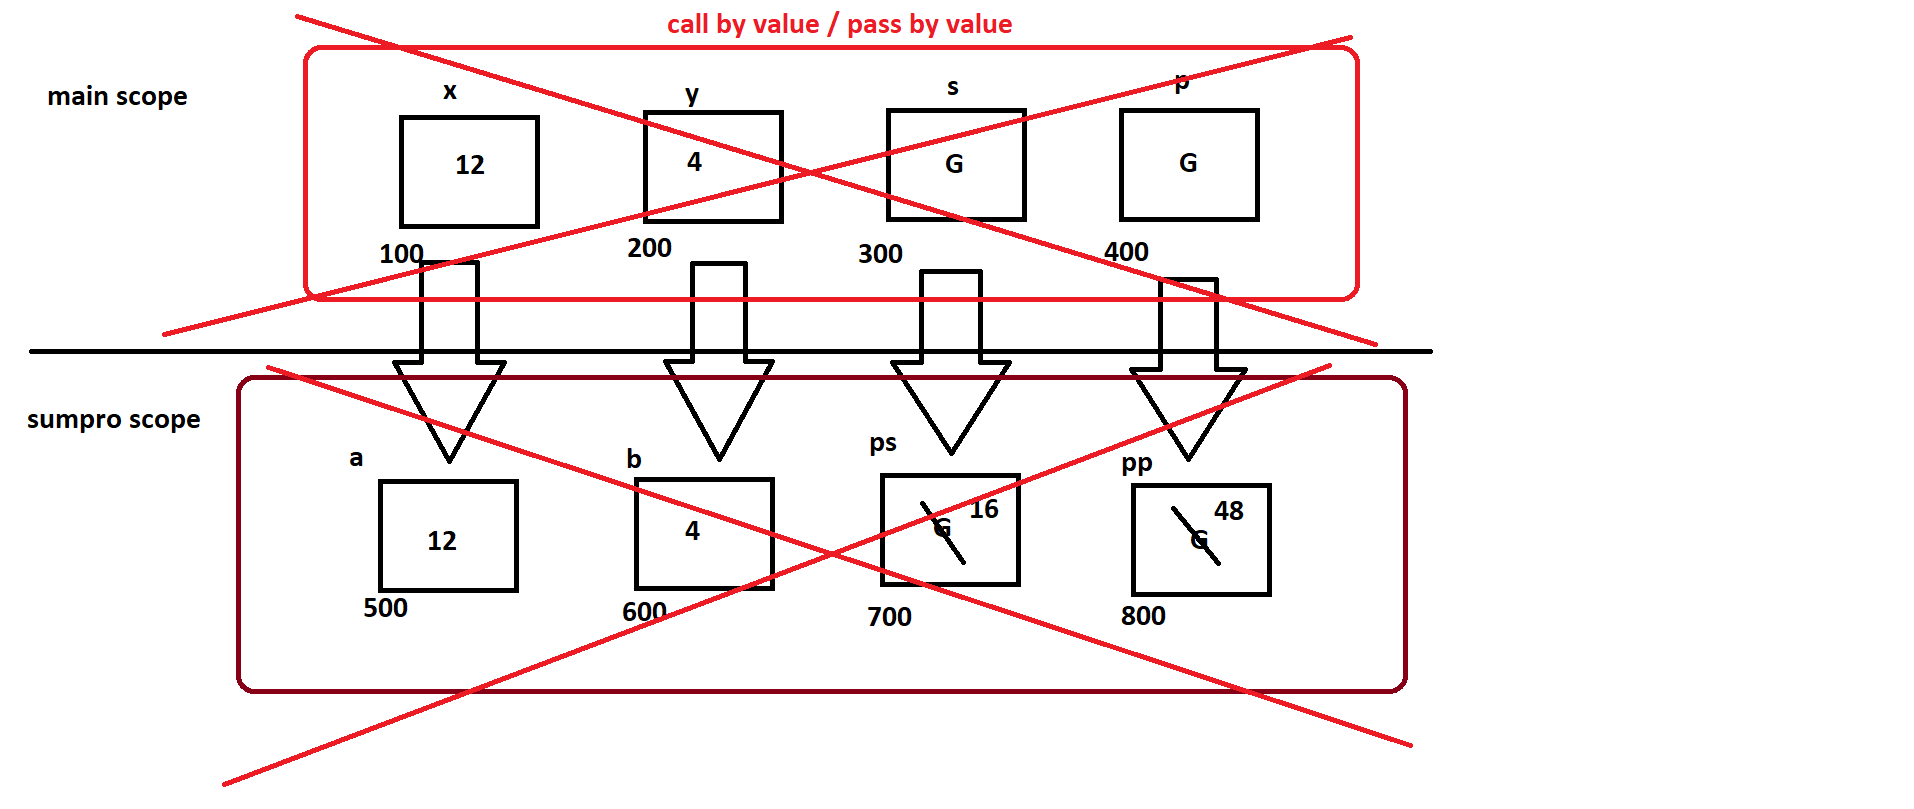 call by value / pass by value
main scope
x y s p
12 4 G G
100 200 300 400
sumpro scope
a b ps pp
12 4 G 16 G 48
500 600 700 800